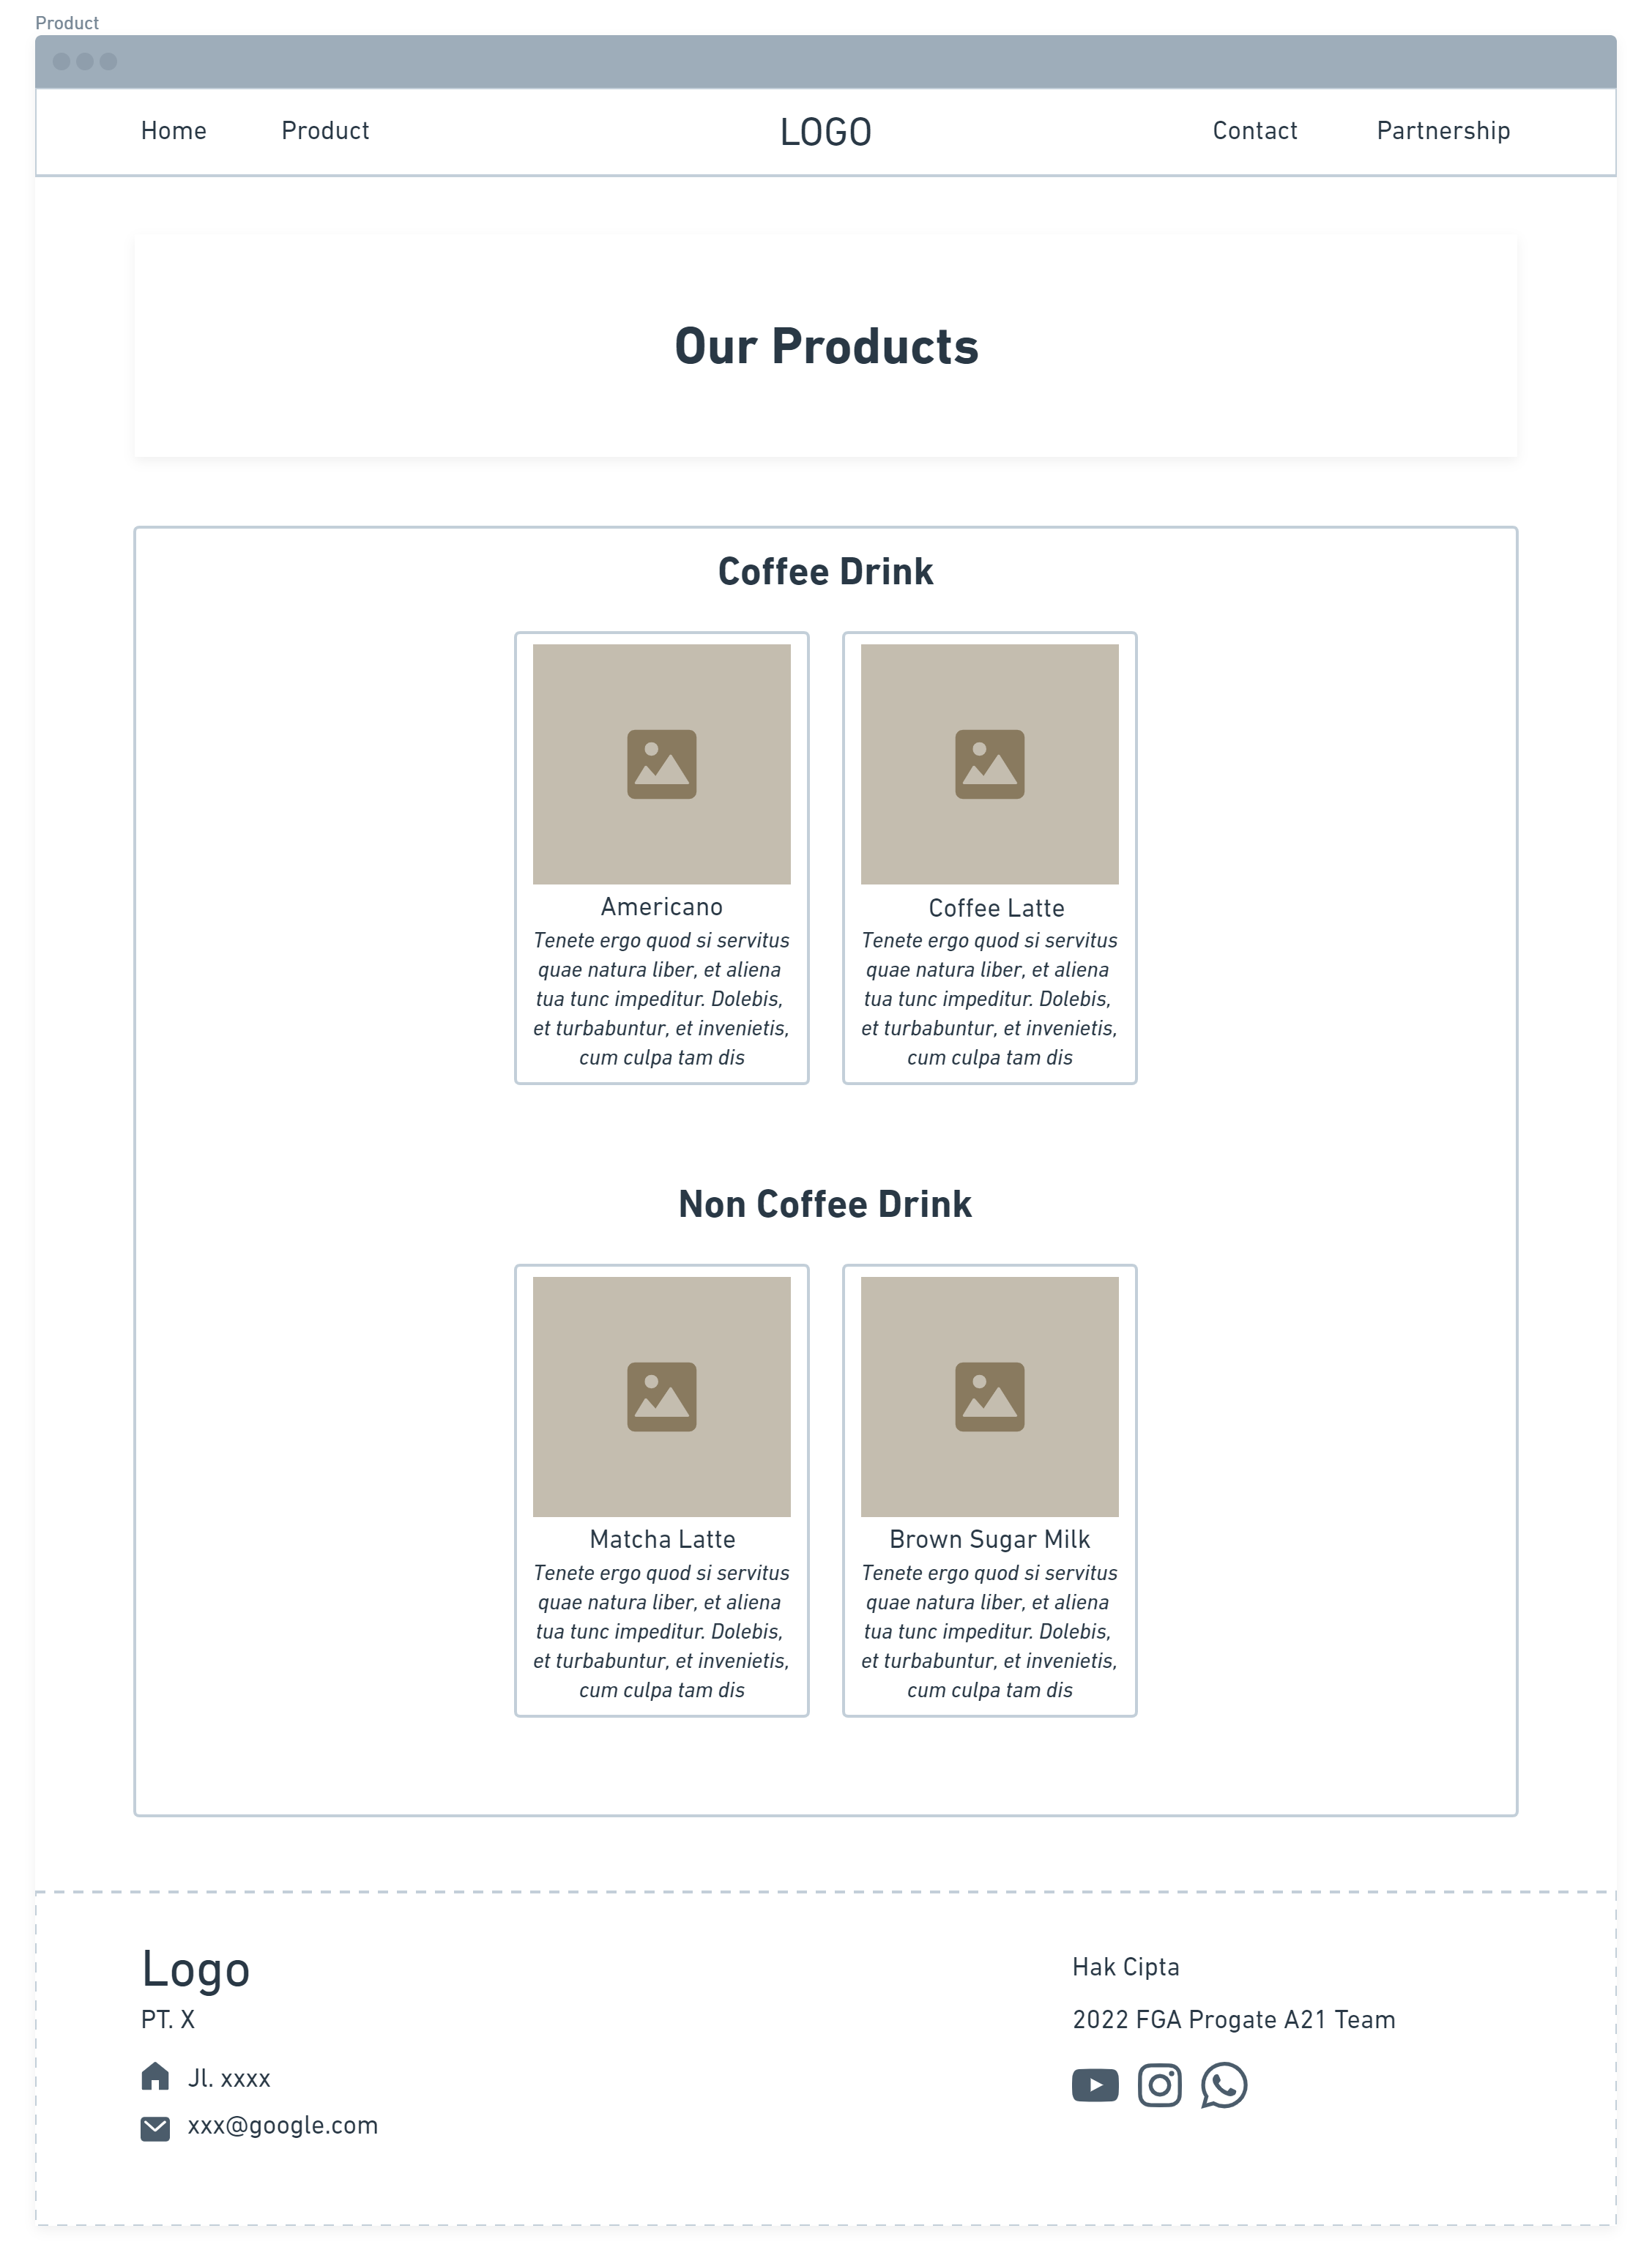 Product
Home Product LOGO Contact Partnership
Our Products
Coffee Drink
Americano
Tenete ergo quod si servitus
quae natura liber, et aliena
tua tunc impeditur. Dolebis,
et turbabuntur, et invenietis,
cum culpa tam dis
Coffee Latte
Tenete ergo quod si servitus
quae natura liber, et aliena
tua tunc impeditur. Dolebis,
et turbabuntur, et invenietis,
cum culpa tam dis
Non Coffee Drink
Matcha Latte
Tenete ergo quod si servitus
quae natura liber, et aliena
tua tunc impeditur. Dolebis,
et turbabuntur, et invenietis,
cum culpa tam dis
Brown Sugar Milk
Tenete ergo quod si servitus
quae natura liber, et aliena
tua tunc impeditur. Dolebis,
et turbabuntur, et invenietis,
cum culpa tam dis
Logo
PT. X
Jl. xxxx
xxx@google.com
Hak Cipta
2022 FGA Progate A21 Team